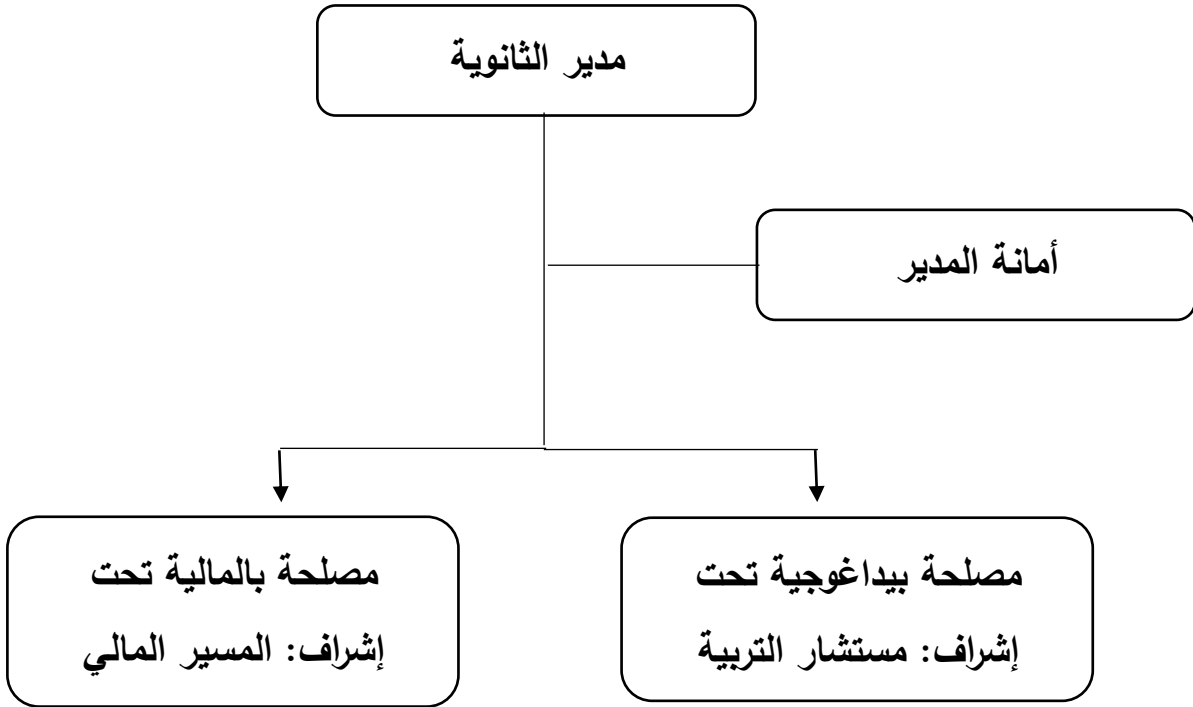 مدير الثانوية
أمانة المدير
مصلحة بيداغوجية تحت
إشراف: مستشار التربية
مصلحة بالمالية تحت
إشراف: المسير المالي